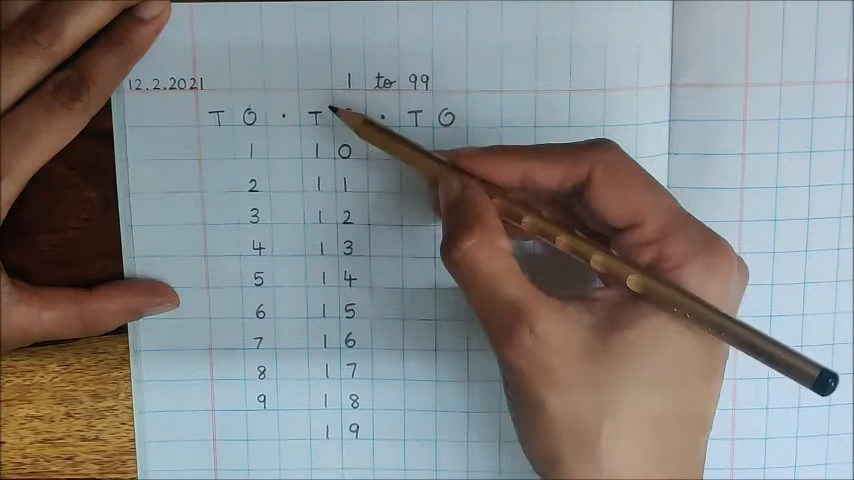 12.2.2021 1 to 99
T O . T O . T O
1 1 0
2 1 1
3 1 2
4 1 3
5 1 4
6 1 5
7 1 6
8 1 7
9 1 8
1 9